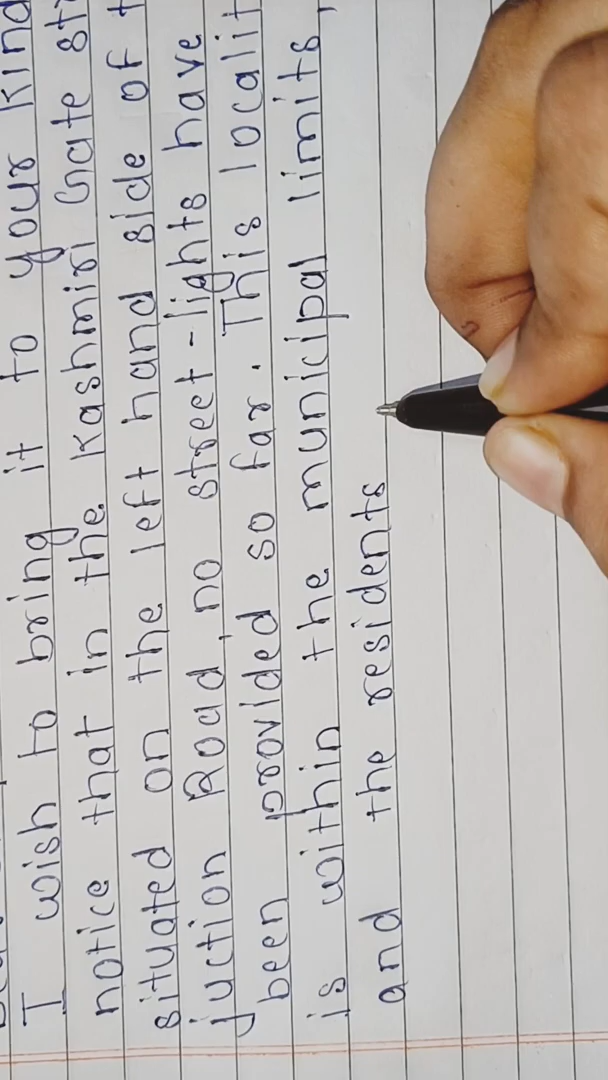 I wish to bring it to your kind
notice that in the Kashmiri Gate
situated on the left hand side of
juction Road, no street-lights have
been provided so far. This
is within the municipal limits,
and the residents